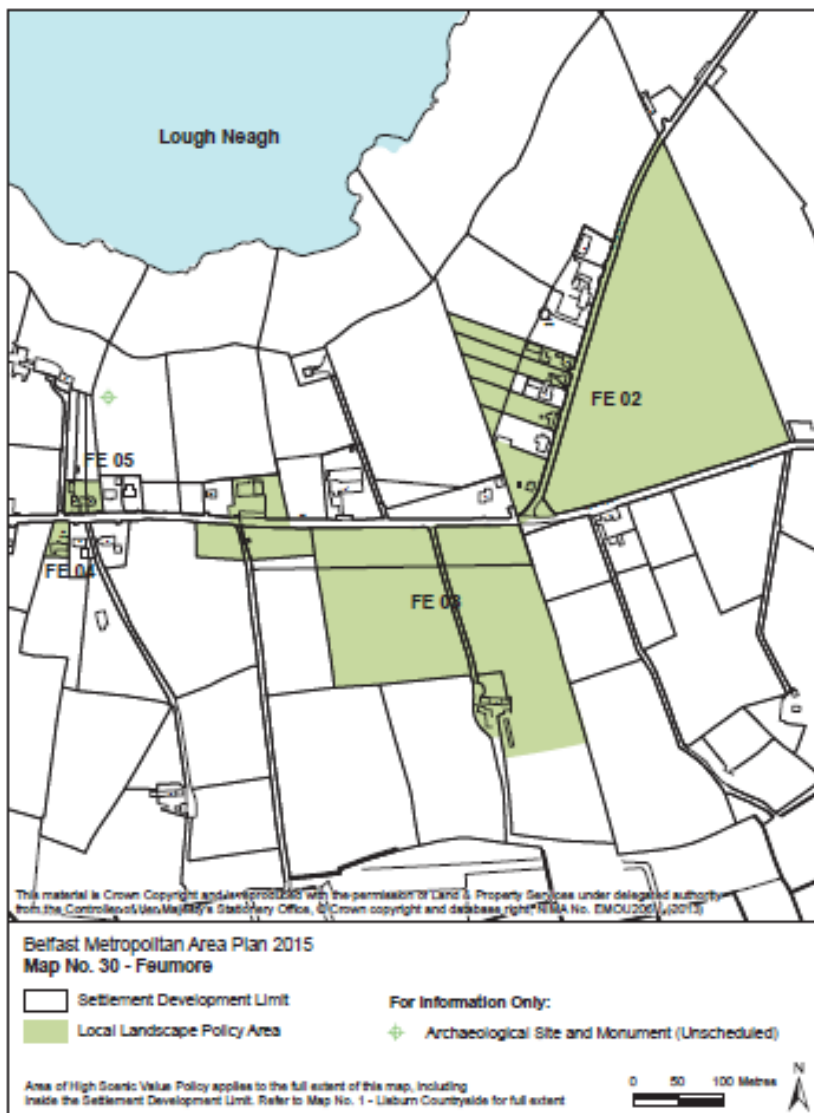 Lough Neagh
FE 02
FE 05
FE 04
FE 03
This material is Crown Copyright and is reproduced with the permission of Land & Property Services under delegated authority
from the Controller of Her Majesty's Stationery Office, © Crown copyright and database right, NIMA No. (2013)
Belfast Metropolitan Area Plan 2015
Map No. 30 - Feumore
Settlement Development Limit
Local Landscape Policy Area
For Information Only:
Archaeological Site and Monument (Unscheduled)
Area of High Scenic Value Policy applies to the full extent of this map, including
inside the Settlement Development Limit. Refer to Map No. 1 - Lisburn Countryside for full extent
0 50 100 Metres
N